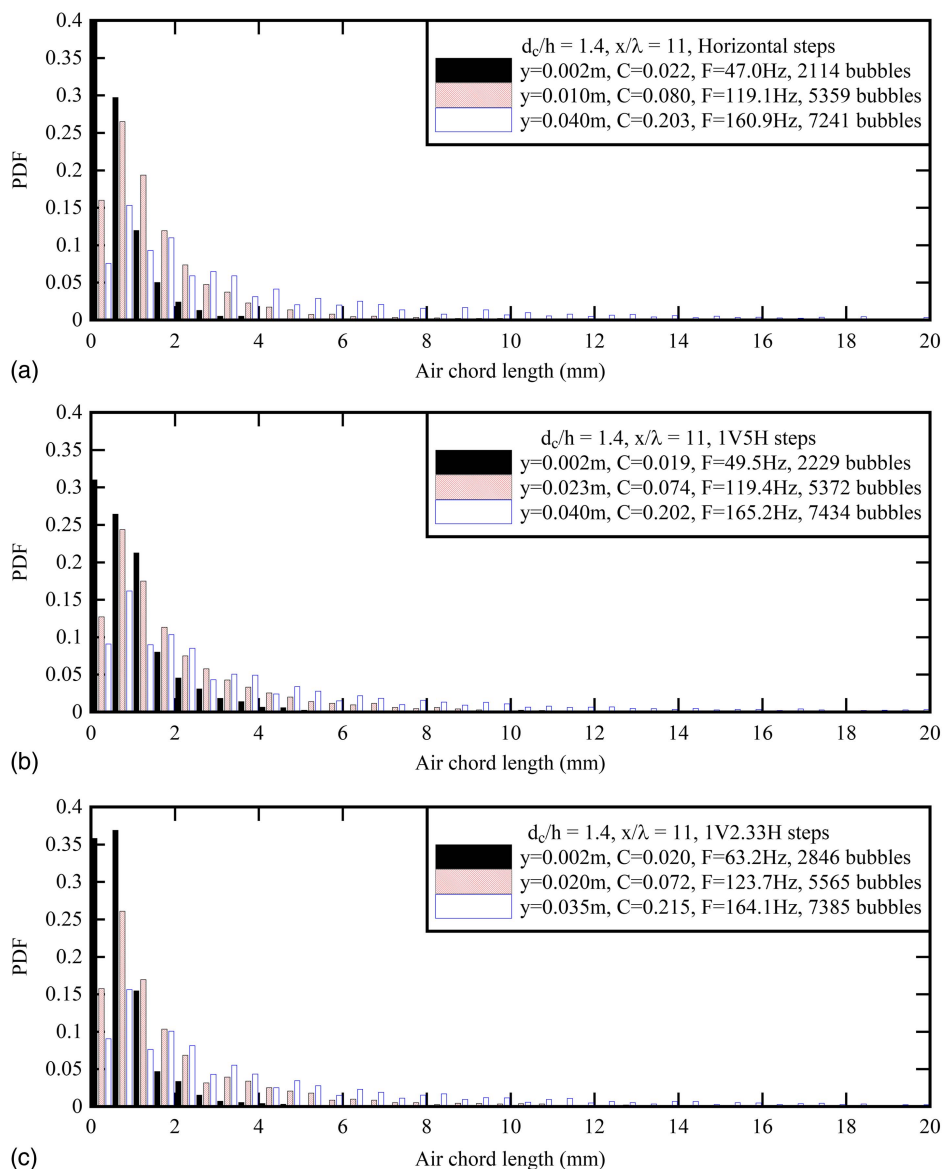 0.4
d_c/h = 1.4, x/λ = 11, Horizontal steps
y=0.002m, C=0.022, F=47.0Hz, 2114 bubbles
y=0.010m, C=0.080, F=119.1Hz, 5359 bubbles
y=0.040m, C=0.203, F=160.9Hz, 7241 bubbles
0.3
0.25
0.2
0.15
0.1
0.05
0
PDF
0 2 4 6 8 10 12 14 16 18 20
(a)
Air chord length (mm)
0.4
d_c/h = 1.4, x/λ = 11, 1V5H steps
y=0.002m, C=0.019, F=49.5Hz, 2229 bubbles
y=0.023m, C=0.074, F=119.4Hz, 5372 bubbles
y=0.040m, C=0.202, F=165.2Hz, 7434 bubbles
0.35
0.3
0.25
0.2
0.15
0.1
0.05
0
PDF
0 2 4 6 8 10 12 14 16 18 20
(b)
Air chord length (mm)
0.4
d_c/h = 1.4, x/λ = 11, 1V2.33H steps
y=0.002m, C=0.020, F=63.2Hz, 2846 bubbles
y=0.020m, C=0.072, F=123.7Hz, 5565 bubbles
y=0.035m, C=0.215, F=164.1Hz, 7385 bubbles
0.35
0.3
0.25
0.2
0.15
0.1
0.05
0
PDF
0 2 4 6 8 10 12 14 16 18 20
(c)
Air chord length (mm)